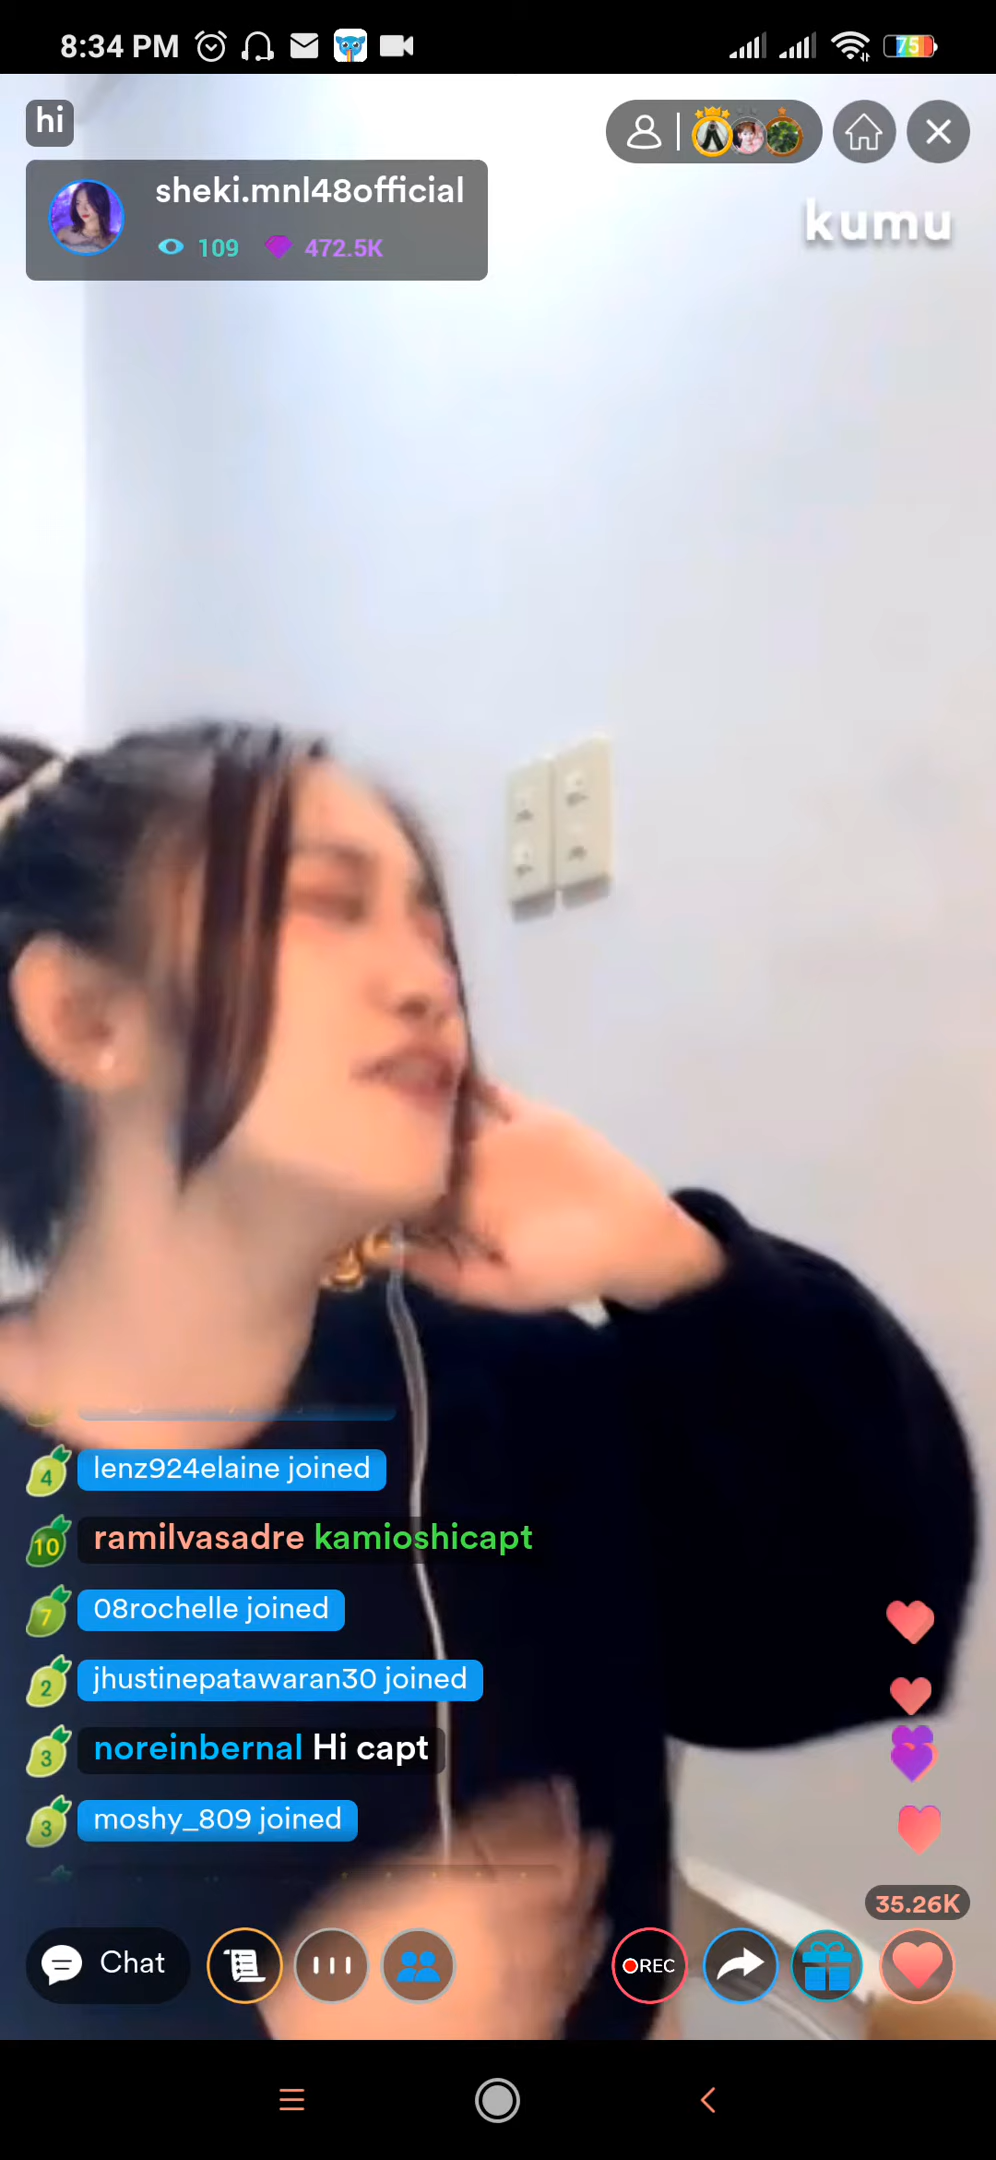 8:34 PM
75
hi
sheki.mnl48official
109 472.5K
kumu
4 lenz924elaine joined
10 ramilvasadre kamioshicapt
7 08rochelle joined
2 jhustinepatawaran30 joined
3 noreinbernal Hi capt
3 moshy_809 joined
35.26K
Chat
REC